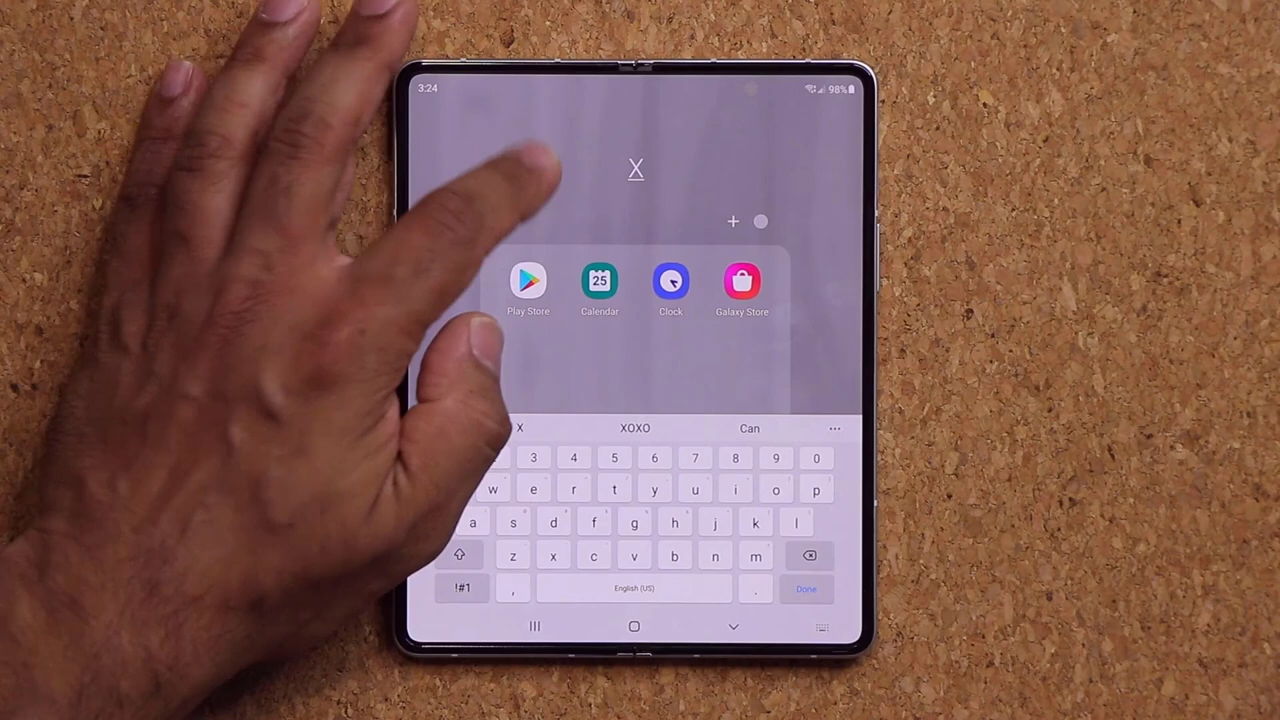 3:24 98%
X
+
25
Play Store Calendar Clock Galaxy Store
X XOXO Can ...
3 4 5 6 7 8 9 0
w e r t y u i o p
a s d f g h j k l
z x c v b n m
!#1 , English (US) . Done